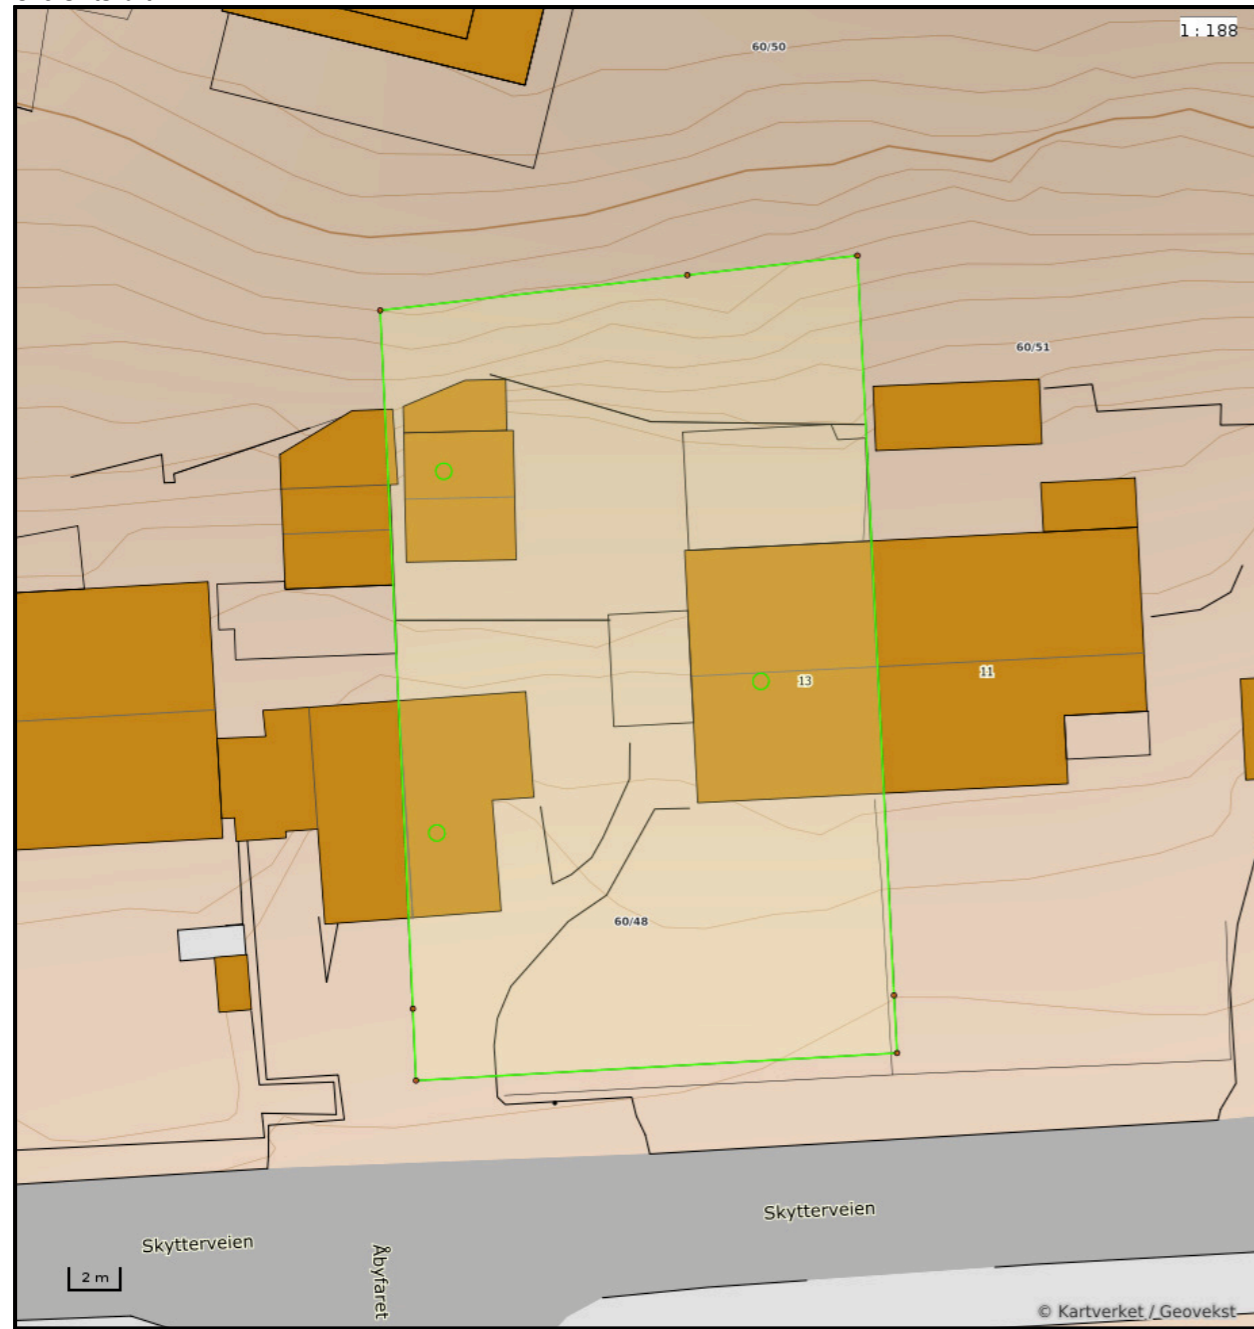 1 : 188
60/50
60/51
13
11
60/48
Skytterveien
Skytterveien
Åbyfaret
2 m
© Kartverket / Geovekst